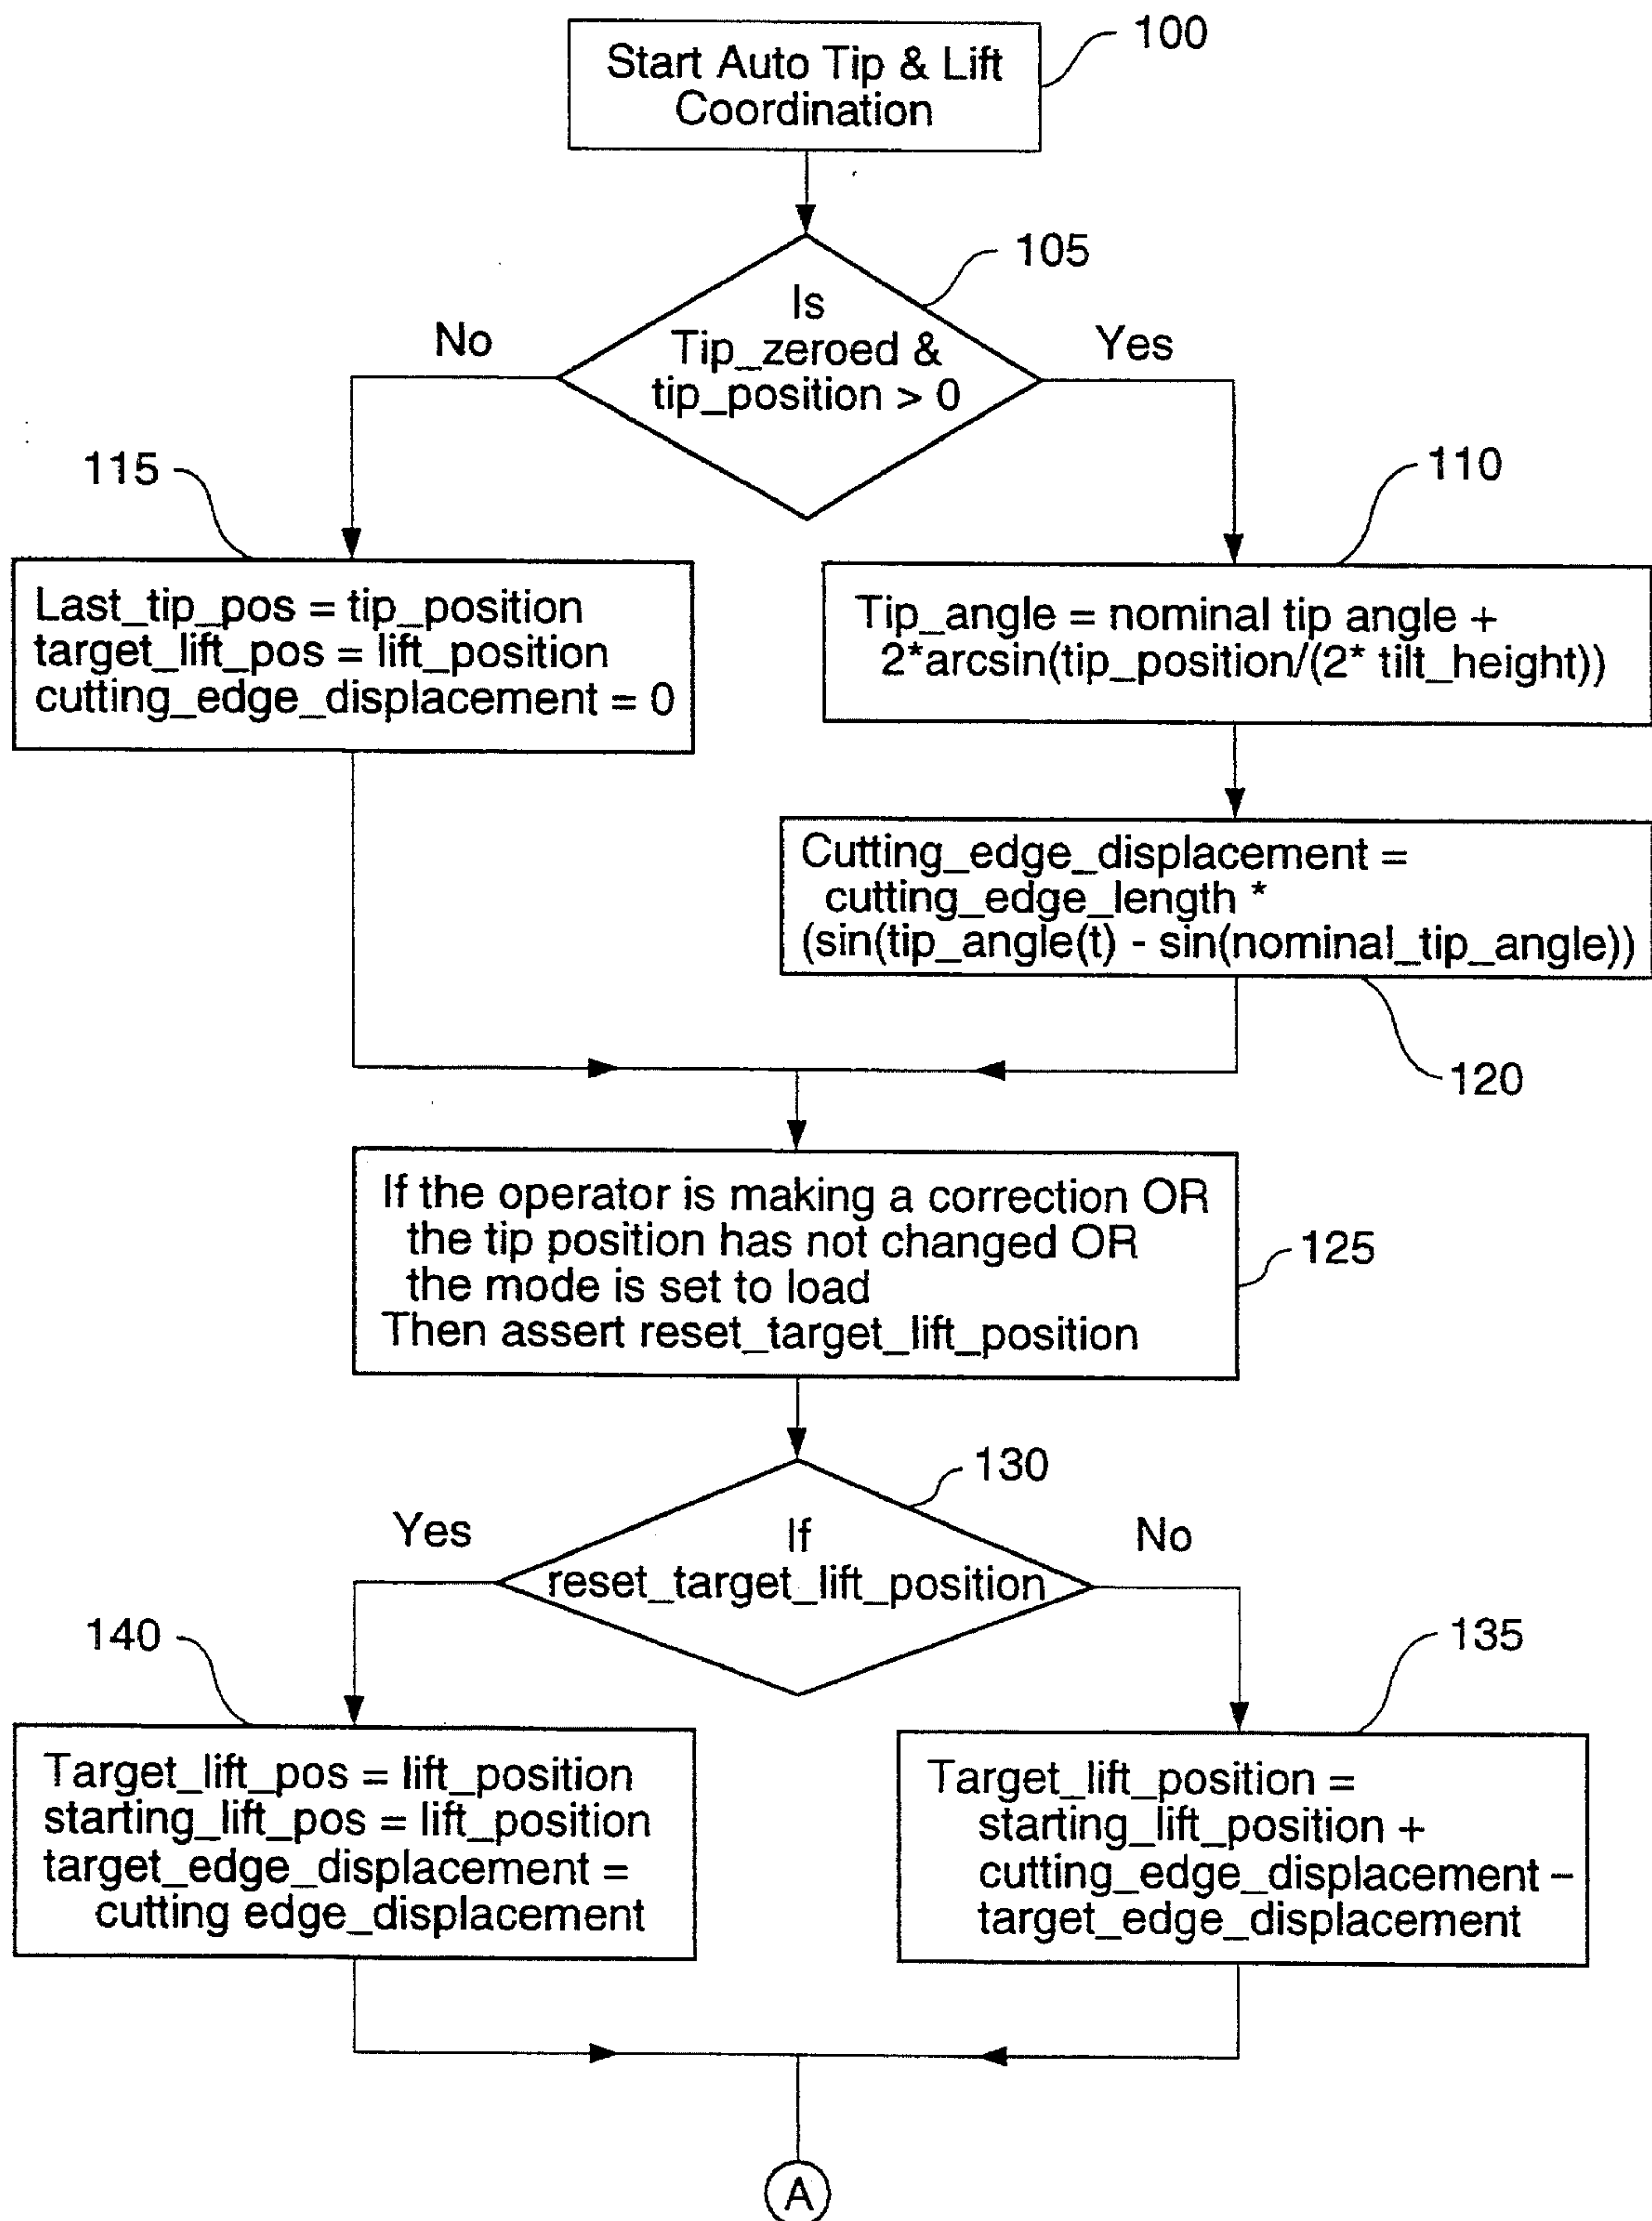 100
Start Auto Tip & Lift
Coordination
105
Is
Tip_zeroed &
tip_position > 0
No
Yes
115
110
Last_tip_pos = tip_position
target_lift_pos = lift_position
cutting_edge_displacement = 0
Tip_angle = nominal tip angle +
2*arcsin(tip_position/(2* tilt_height))
Cutting_edge_displacement =
cutting_edge_length *
(sin(tip_angle(t) - sin(nominal_tip_angle))
120
If the operator is making a correction OR
the tip position has not changed OR
the mode is set to load
Then assert reset_target_lift_position
125
130
Yes
If
reset_target_lift_position
No
140
135
Target_lift_pos = lift_position
starting_lift_pos = lift_position
target_edge_displacement =
cutting edge_displacement
Target_lift_position =
starting_lift_position +
cutting_edge_displacement –
target_edge_displacement
A